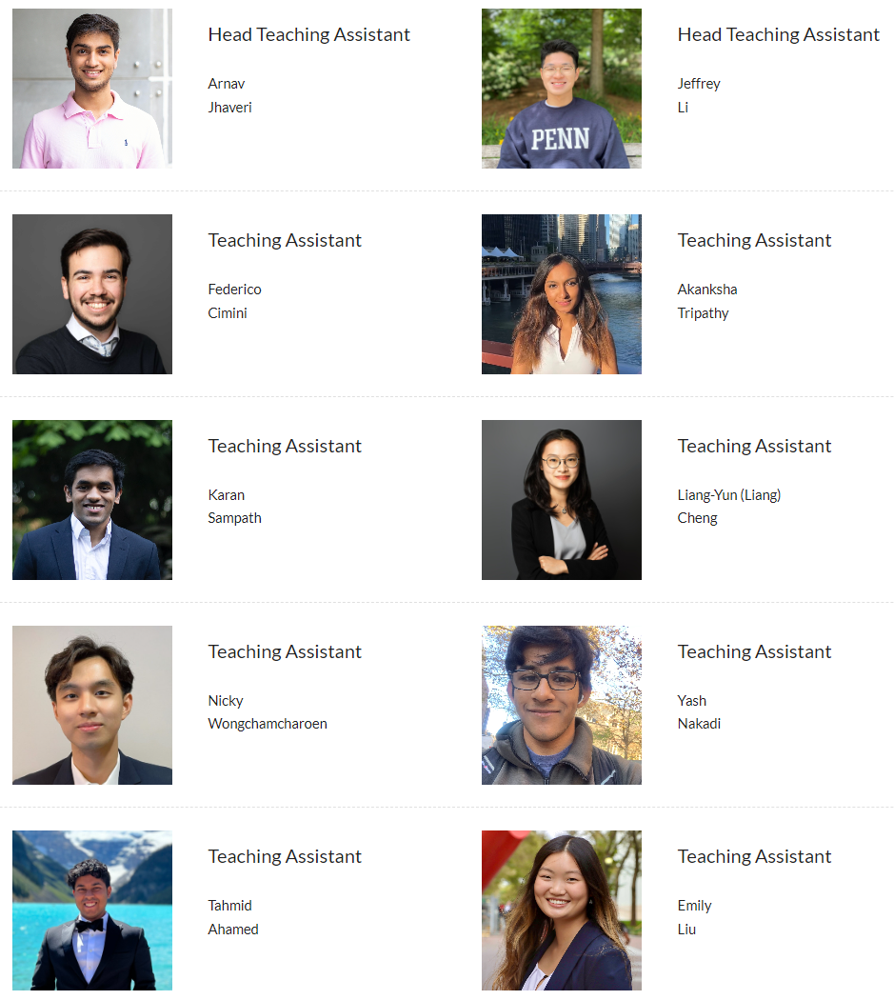 Head Teaching Assistant
Arnav
Jhaveri
Head Teaching Assistant
Jeffrey
Li
PENN
Teaching Assistant
Federico
Cimini
Teaching Assistant
Akanksha
Tripathy
Teaching Assistant
Karan
Sampath
Teaching Assistant
Liang-Yun (Liang)
Cheng
Teaching Assistant
Nicky
Wongchamcharoen
Teaching Assistant
Yash
Nakadi
Teaching Assistant
Tahmid
Ahamed
Teaching Assistant
Emily
Liu